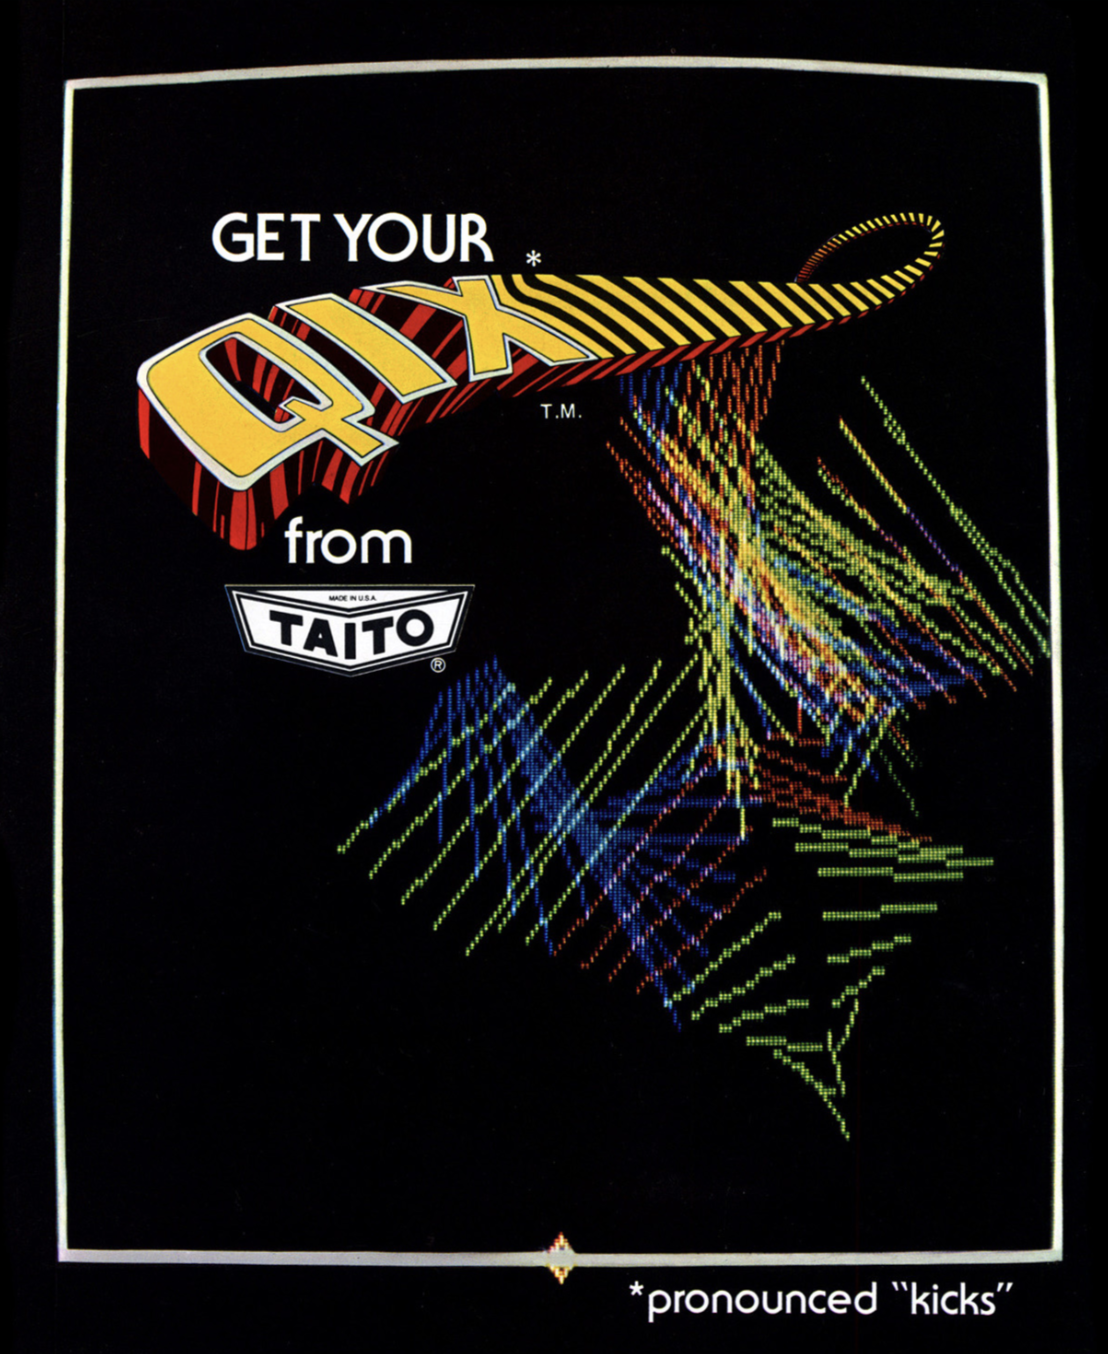 GET YOUR
*
QIX
T.M.
from
MADE IN U.S.A.
TAITO
®
*pronounced “kicks”